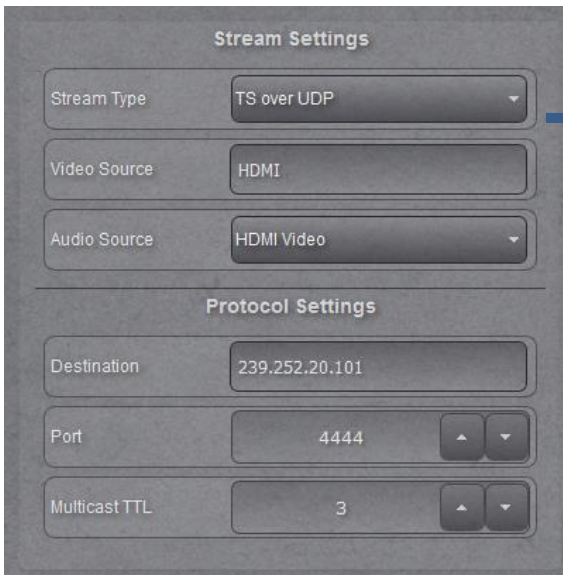 Stream Settings
Stream Type TS over UDP
Video Source HDMI
Audio Source HDMI Video
Protocol Settings
Destination 239.252.20.101
Port 4444
Multicast TTL 3